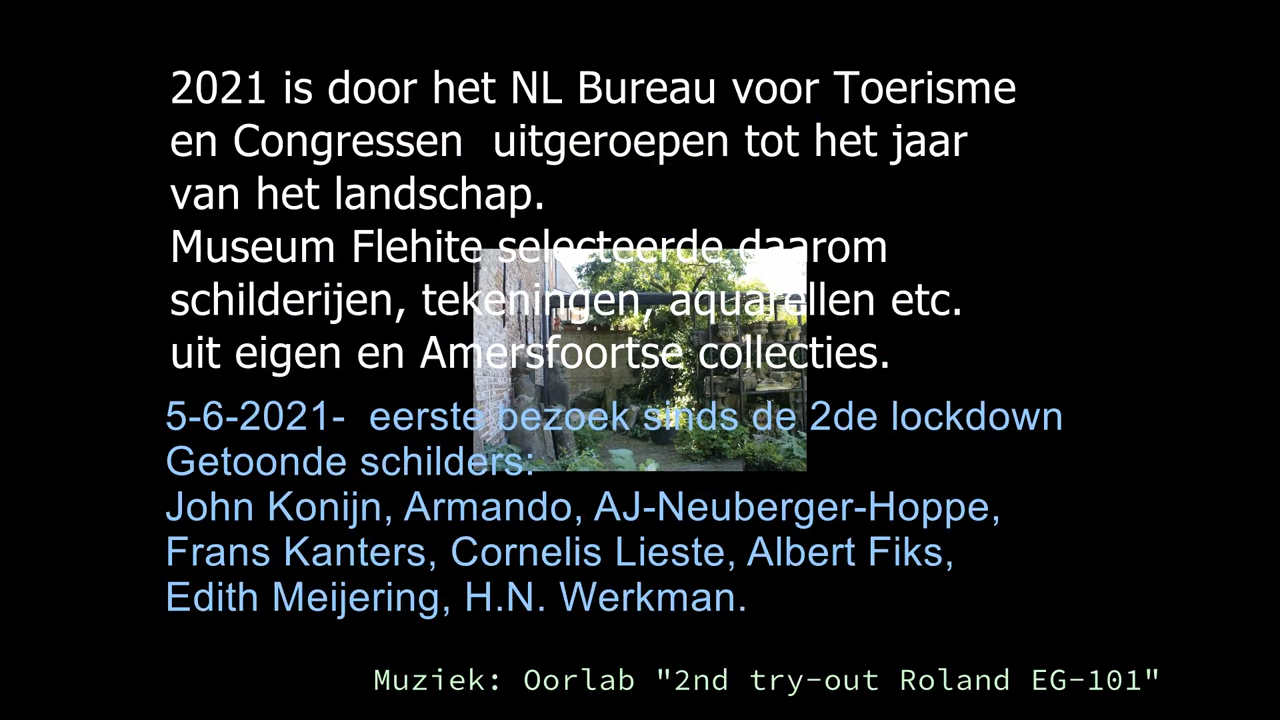 2021 is door het NL Bureau voor Toerisme
en Congressen uitgeroepen tot het jaar
van het landschap.
Museum Flehite selecteerde daarom
schilderijen, tekeningen, aquarellen etc.
uit eigen en Amersfoortse collecties.
5-6-2021- eerste bezoek sinds de 2de lockdown
Getoonde schilders:
John Konijn, Armando, AJ-Neuberger-Hoppe,
Frans Kanters, Cornelis Lieste, Albert Fiks,
Edith Meijering, H.N. Werkman.
Muziek: Oorlab "2nd try-out Roland EG-101"